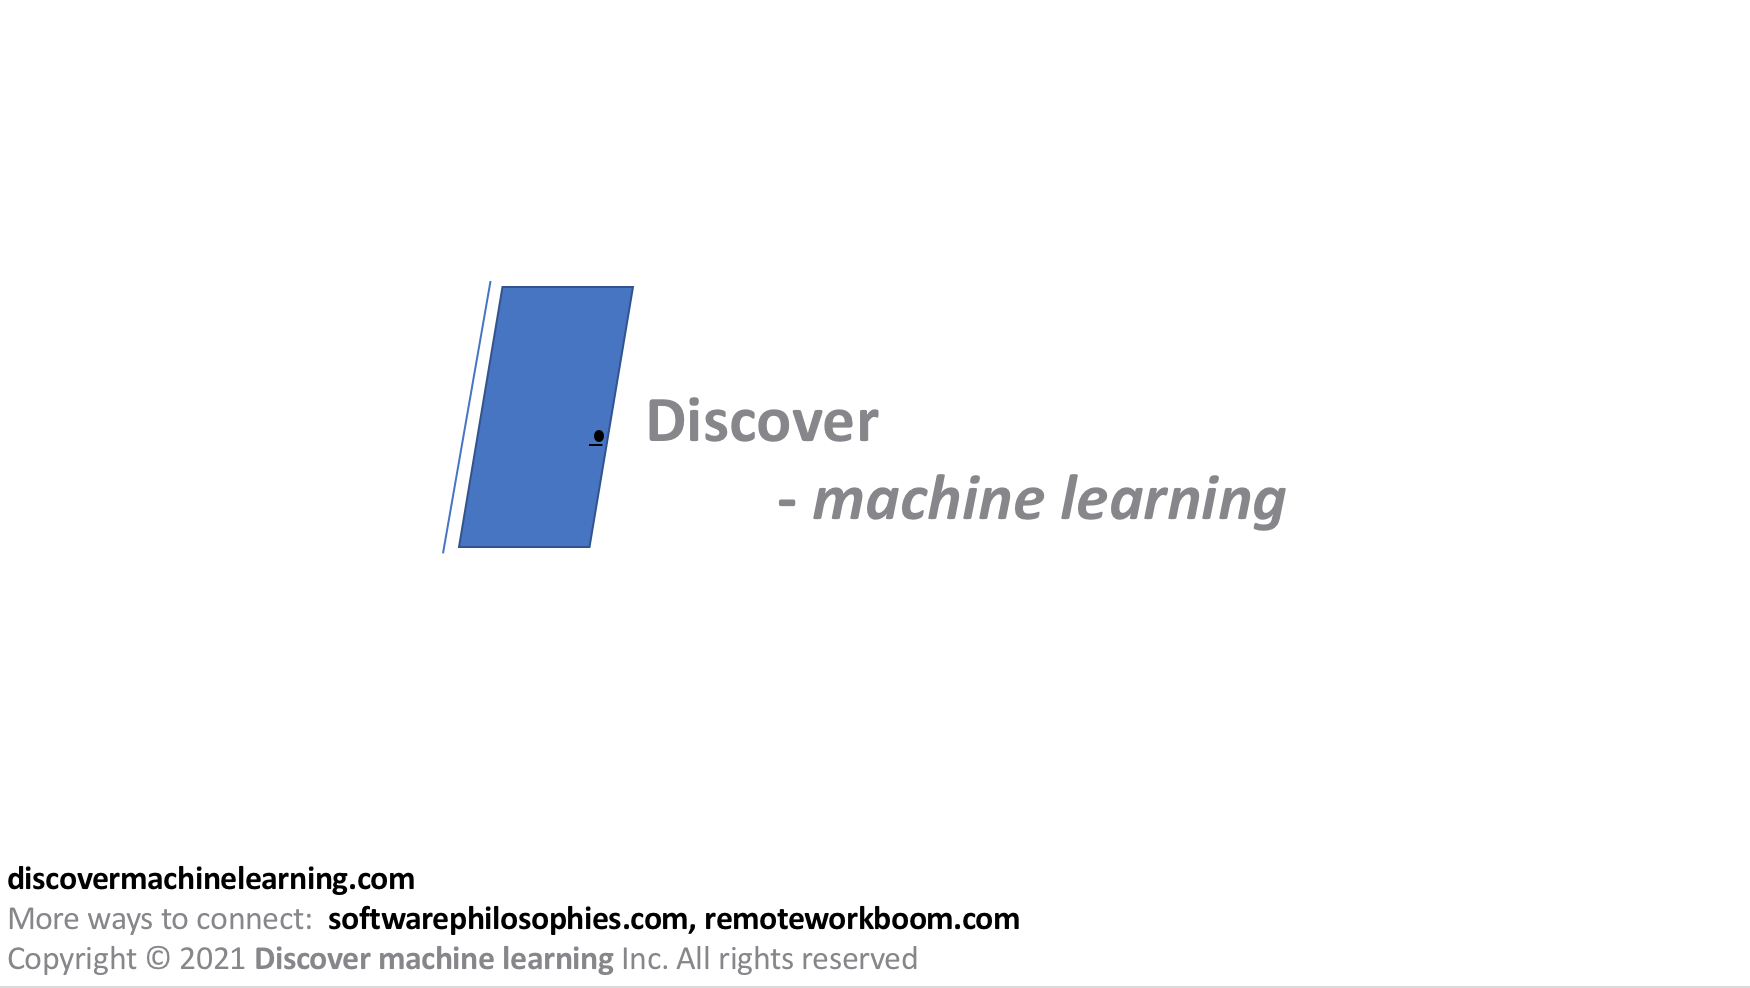 Discover
- machine learning
discovermachinelearning.com
More ways to connect: softwarephilosophies.com, remoteworkboom.com
Copyright © 2021 Discover machine learning Inc. All rights reserved